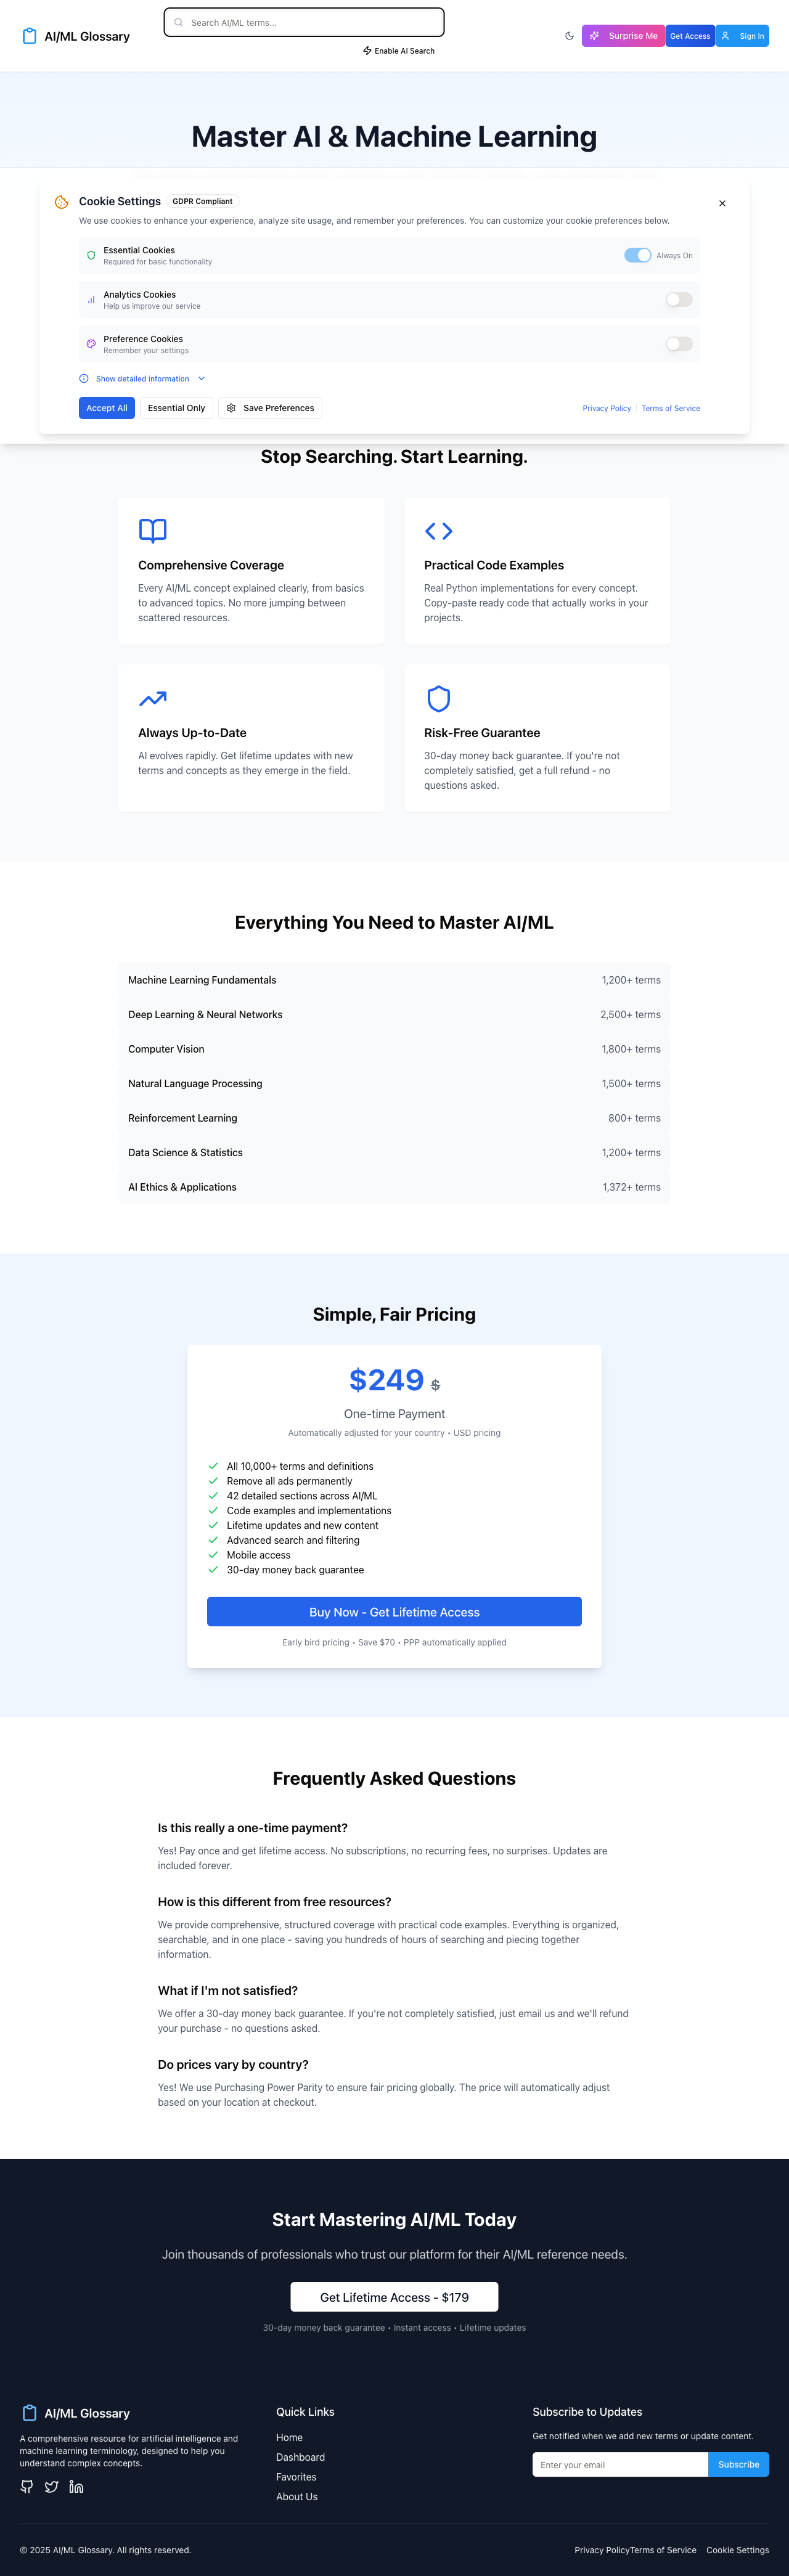 AI/ML Glossary
Search AI/ML terms...
Enable AI Search
Surprise Me
Get Access
Sign In
Master AI & Machine Learning
Cookie Settings
GDPR Compliant
We use cookies to enhance your experience, analyze site usage, and remember your preferences. You can customize your cookie preferences below.
Essential Cookies
Required for basic functionality
Always On
Analytics Cookies
Help us improve our service
Preference Cookies
Remember your settings
Show detailed information
Accept All
Essential Only
Save Preferences
Privacy Policy
Terms of Service
Stop Searching. Start Learning.
Comprehensive Coverage
Every AI/ML concept explained clearly, from basics
to advanced topics. No more jumping between
scattered resources.
Practical Code Examples
Real Python implementations for every concept.
Copy-paste ready code that actually works in your
projects.
Always Up-to-Date
AI evolves rapidly. Get lifetime updates with new
terms and concepts as they emerge in the field.
Risk-Free Guarantee
30-day money back guarantee. If you're not
completely satisfied, get a full refund - no
questions asked.
Everything You Need to Master AI/ML
Machine Learning Fundamentals 1,200+ terms
Deep Learning & Neural Networks 2,500+ terms
Computer Vision 1,800+ terms
Natural Language Processing 1,500+ terms
Reinforcement Learning 800+ terms
Data Science & Statistics 1,200+ terms
AI Ethics & Applications 1,372+ terms
Simple, Fair Pricing
$249 $
One-time Payment
Automatically adjusted for your country • USD pricing
All 10,000+ terms and definitions
Remove all ads permanently
42 detailed sections across AI/ML
Code examples and implementations
Lifetime updates and new content
Advanced search and filtering
Mobile access
30-day money back guarantee
Buy Now - Get Lifetime Access
Early bird pricing • Save $70 • PPP automatically applied
Frequently Asked Questions
Is this really a one-time payment?
Yes! Pay once and get lifetime access. No subscriptions, no recurring fees, no surprises. Updates are
included forever.
How is this different from free resources?
We provide comprehensive, structured coverage with practical code examples. Everything is organized,
searchable, and in one place - saving you hundreds of hours of searching and piecing together
information.
What if I'm not satisfied?
We offer a 30-day money back guarantee. If you're not completely satisfied, just email us and we'll refund
your purchase - no questions asked.
Do prices vary by country?
Yes! We use Purchasing Power Parity to ensure fair pricing globally. The price will automatically adjust
based on your location at checkout.
Start Mastering AI/ML Today
Join thousands of professionals who trust our platform for their AI/ML reference needs.
Get Lifetime Access - $179
30-day money back guarantee • Instant access • Lifetime updates
AI/ML Glossary
A comprehensive resource for artificial intelligence and
machine learning terminology, designed to help you
understand complex concepts.
Quick Links
Home
Dashboard
Favorites
About Us
Subscribe to Updates
Get notified when we add new terms or update content.
Enter your email
Subscribe
© 2025 AI/ML Glossary. All rights reserved.
Privacy Policy Terms of Service Cookie Settings